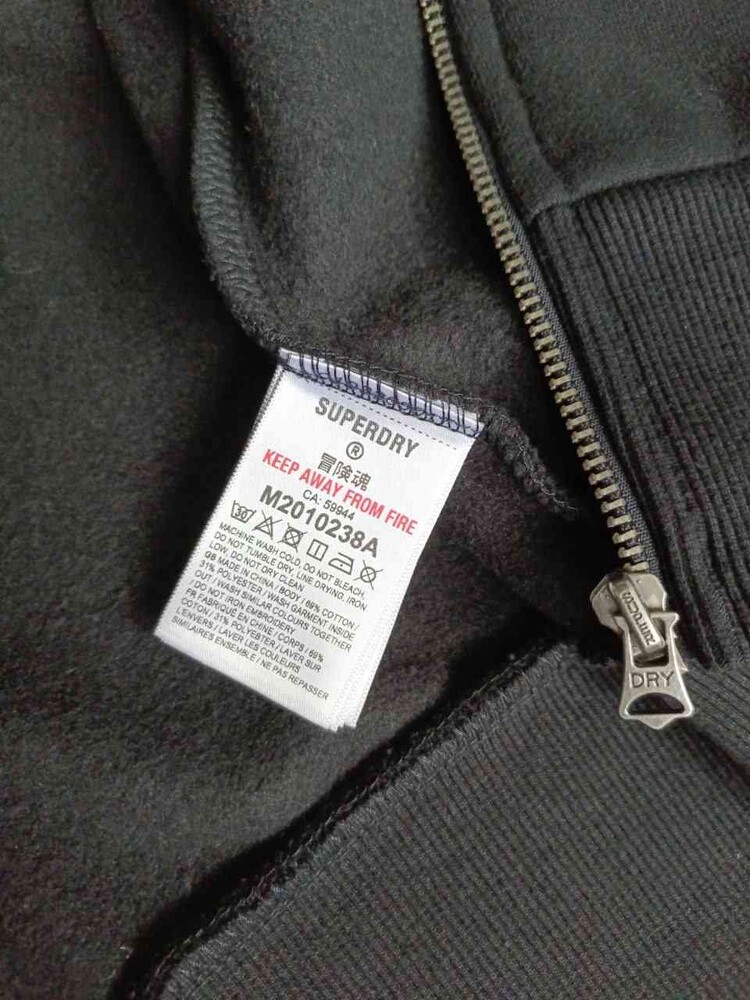 SUPERDRY
®
冒険魂
KEEP AWAY FROM FIRE
CA: 59944
M2010238A
30
MACHINE WASH COLD, DO NOT BLEACH,
DO NOT TUMBLE DRY, LINE DRYING, IRON
LOW, DO NOT DRY CLEAN
GB MADE IN CHINA / BODY / 69% COTTON /
31% POLYESTER / WASH GARMENT INSIDE
OUT / WASH SIMILAR COLOURS TOGETHER
/ DO NOT IRON EMBROIDERY
FR FABRIQUÉ EN CHINE / CORPS / 69%
COTON / 31% POLYESTER / LAVER SUR
L'ENVERS / LAVER LES COULEURS
SIMILAIRES ENSEMBLE / NE PAS REPASSER
DRY